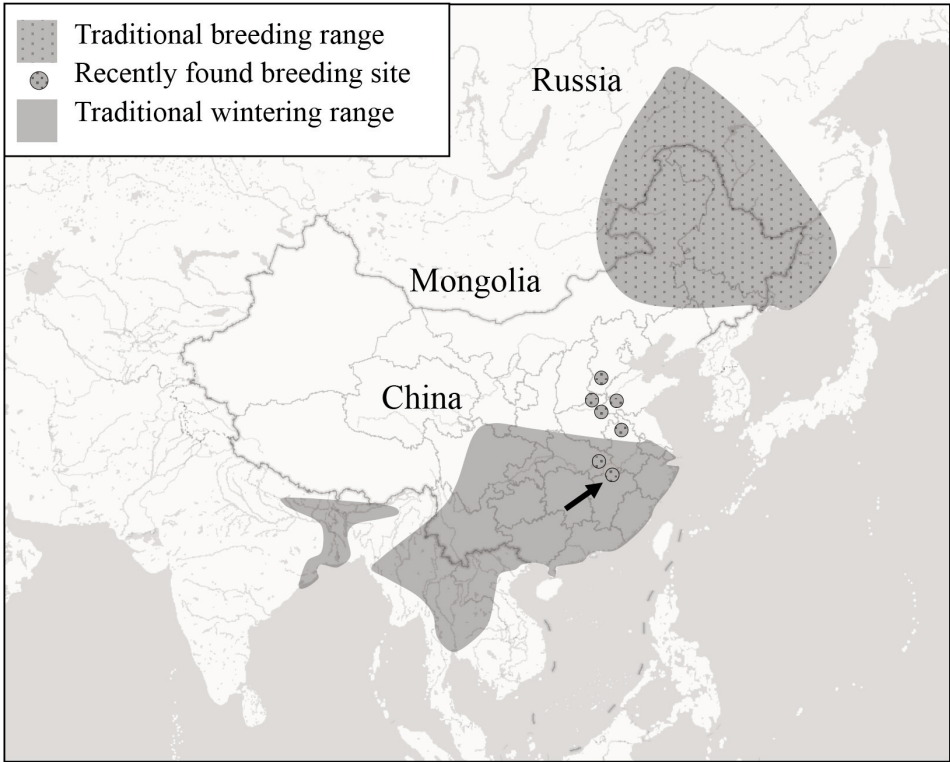 Traditional breeding range
Recently found breeding site
Traditional wintering range
Russia
Mongolia
China